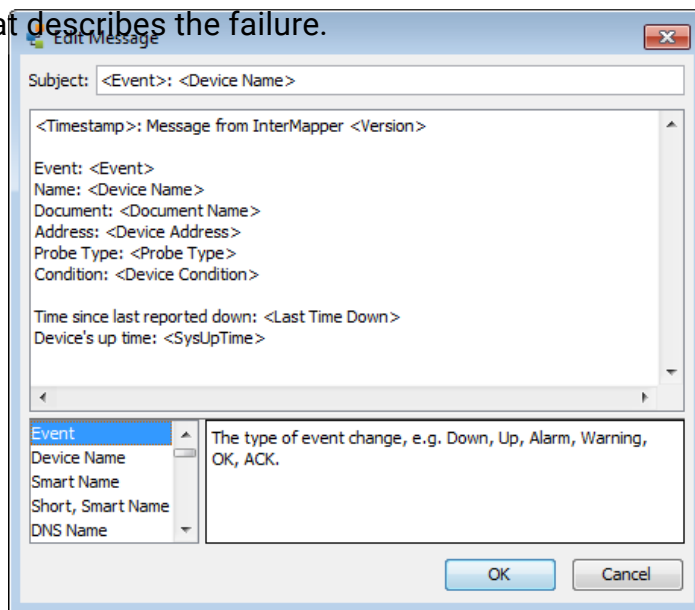 at describes the failure.
Edit Message
Subject: <Event>: <Device Name>
<Timestamp>: Message from InterMapper <Version>
Event: <Event>
Name: <Device Name>
Document: <Document Name>
Address: <Device Address>
Probe Type: <Probe Type>
Condition: <Device Condition>
Time since last reported down: <Last Time Down>
Device's up time: <SysUpTime>
Event
Device Name
Smart Name
Short, Smart Name
DNS Name
The type of event change, e.g. Down, Up, Alarm, Warning,
OK, ACK.
OK Cancel